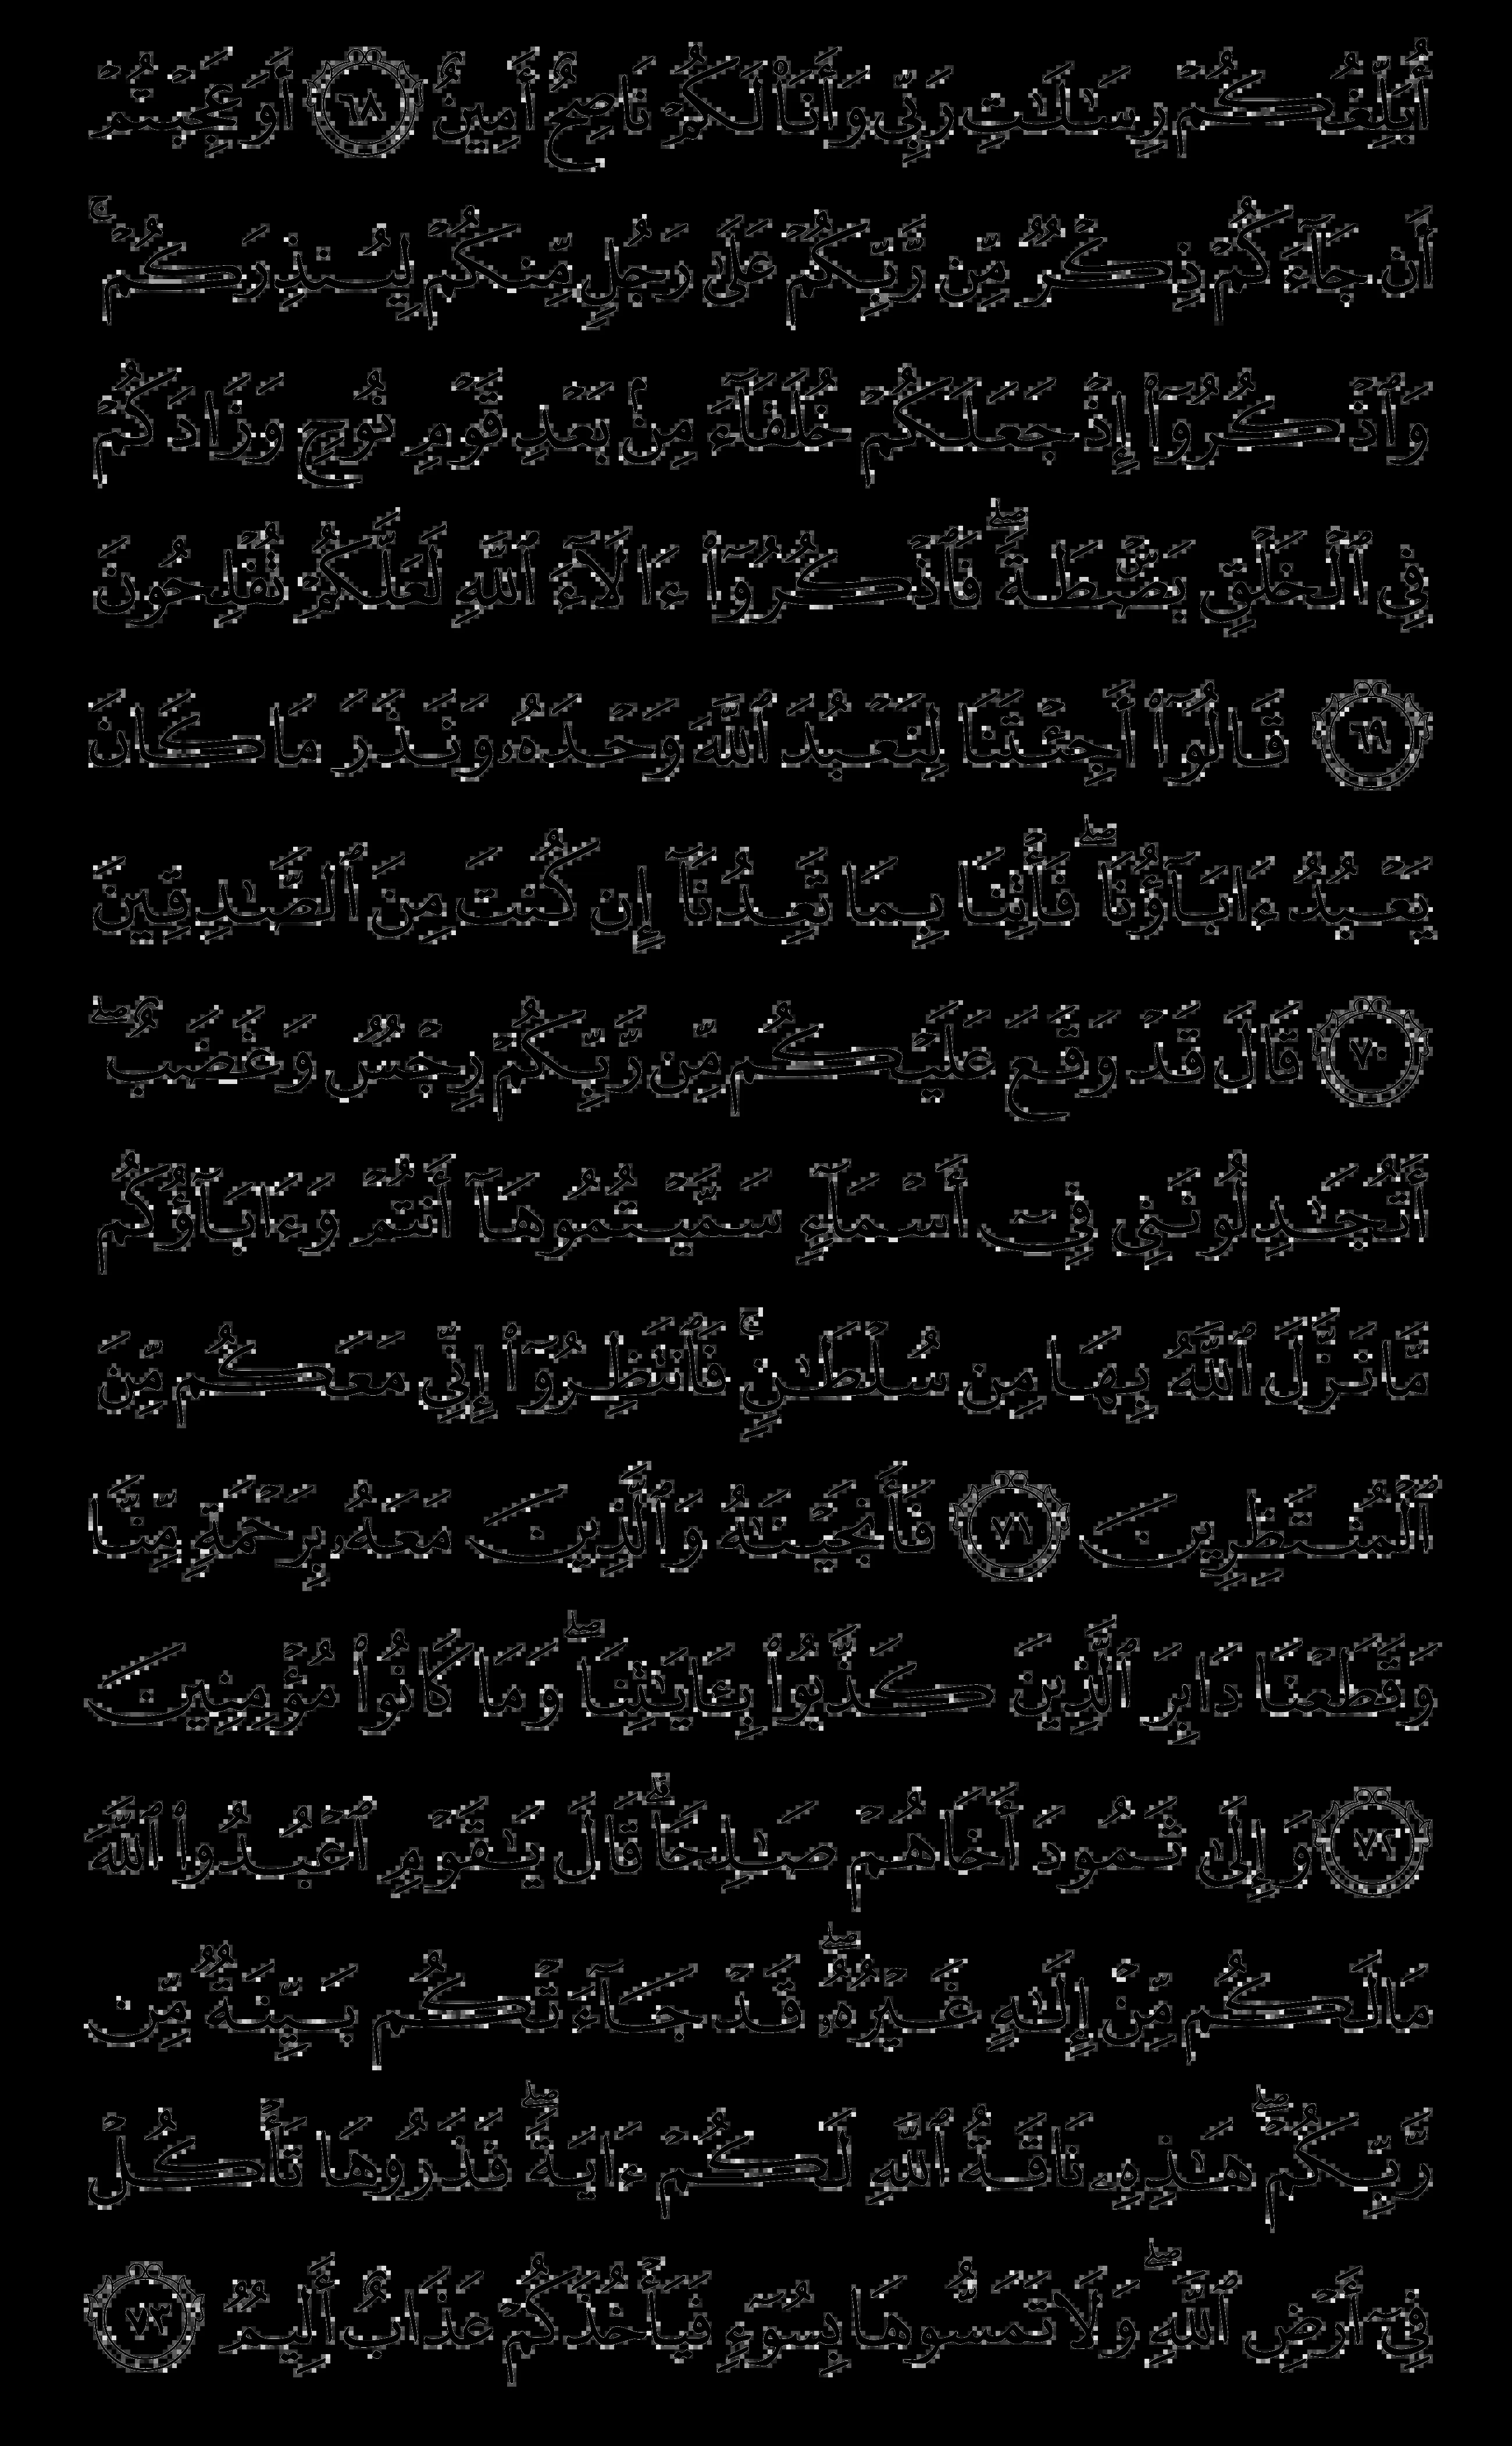 أُبَلِّغُكُمْ رِسَـٰلَـٰتِ رَبِّى وَأَنَا۠ لَكُمْ نَاصِحٌ أَمِينٌ ٦٨ أَوَعَجِبْتُمْ
أَن جَآءَكُمْ ذِكْرٌ مِّن رَّبِّكُمْ عَلَىٰ رَجُلٍ مِّنكُمْ لِيُنذِرَكُمْ ۚ
وَٱذْكُرُوٓا۟ إِذْ جَعَلَكُمْ خُلَفَآءَ مِنۢ بَعْدِ قَوْمِ نُوحٍ وَزَادَكُمْ
فِى ٱلْخَلْقِ بَصْۜطَةً ۖ فَٱذْكُرُوٓا۟ ءَالَآءَ ٱللَّهِ لَعَلَّكُمْ تُفْلِحُونَ
٦٩ قَالُوٓا۟ أَجِئْتَنَا لِنَعْبُدَ ٱللَّهَ وَحْدَهُۥ وَنَذَرَ مَا كَانَ
يَعْبُدُ ءَابَآؤُنَا ۖ فَأْتِنَا بِمَا تَعِدُنَآ إِن كُنتَ مِنَ ٱلصَّـٰدِقِينَ
٧٠ قَالَ قَدْ وَقَعَ عَلَيْكُم مِّن رَّبِّكُمْ رِجْسٌ وَغَضَبٌ ۖ
أَتُجَـٰدِلُونَنِى فِىٓ أَسْمَآءٍ سَمَّيْتُمُوهَآ أَنتُمْ وَءَابَآؤُكُم
مَّا نَزَّلَ ٱللَّهُ بِهَا مِن سُلْطَـٰنٍ ۚ فَٱنتَظِرُوٓا۟ إِنِّى مَعَكُم مِّنَ
ٱلْمُنتَظِرِينَ ٧١ فَأَنجَيْنَـٰهُ وَٱلَّذِينَ مَعَهُۥ بِرَحْمَةٍ مِّنَّا
وَقَطَعْنَا دَابِرَ ٱلَّذِينَ كَذَّبُوا۟ بِـَٔايَـٰتِنَا ۖ وَمَا كَانُوا۟ مُؤْمِنِينَ
٧٢ وَإِلَىٰ ثَمُودَ أَخَاهُمْ صَـٰلِحًا ۗ قَالَ يَـٰقَوْمِ ٱعْبُدُوا۟ ٱللَّهَ
مَا لَكُم مِّنْ إِلَـٰهٍ غَيْرُهُۥ ۖ قَدْ جَآءَتْكُم بَيِّنَةٌ مِّن
رَّبِّكُمْ ۖ هَـٰذِهِۦ نَاقَةُ ٱللَّهِ لَكُمْ ءَايَةً ۖ فَذَرُوهَا تَأْكُلْ
فِىٓ أَرْضِ ٱللَّهِ ۖ وَلَا تَمَسُّوهَا بِسُوٓءٍ فَيَأْخُذَكُمْ عَذَابٌ أَلِيمٌ ٧٣